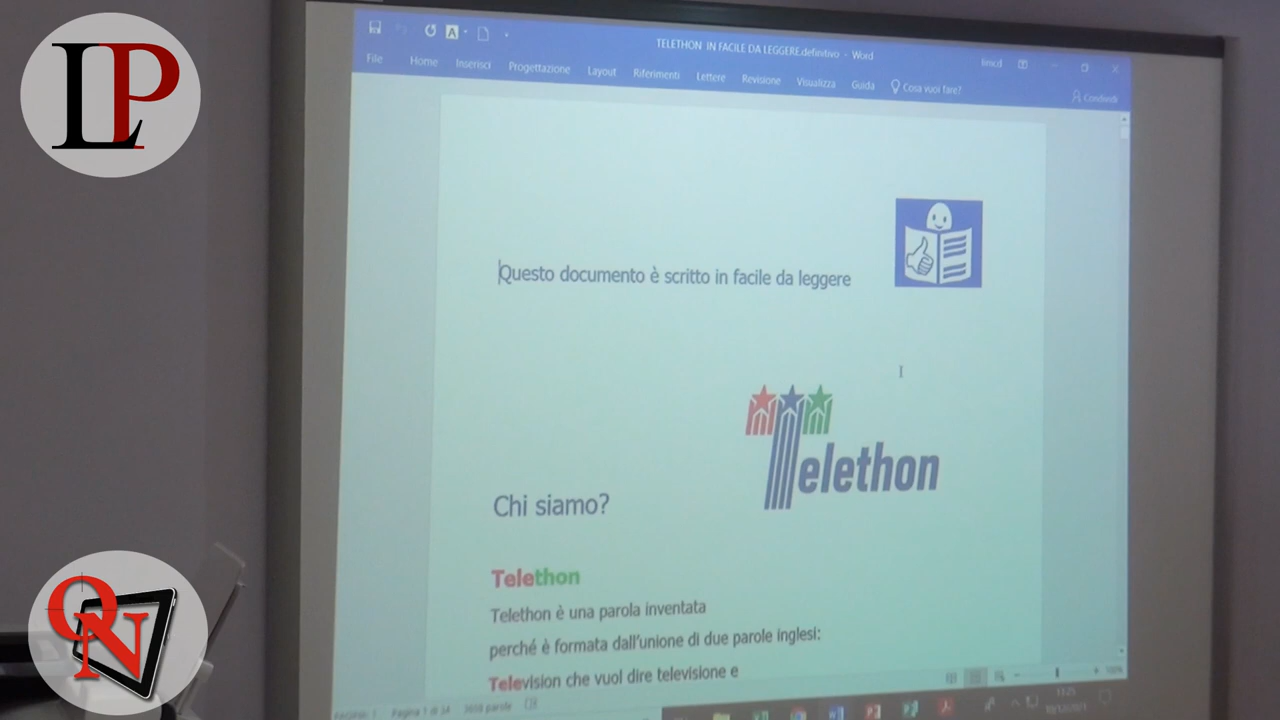 LP
TELETHON IN FACILE DA LEGGERE.definitivo - Word
File Home Inserisci Progettazione Layout Riferimenti Lettere Revisione Visualizza Guida Cosa vuoi fare?
Condividi
Questo documento è scritto in facile da leggere
Telethon
Chi siamo?
Telethon
Telethon è una parola inventata
perché è formata dall'unione di due parole inglesi:
Television che vuol dire televisione e
QN